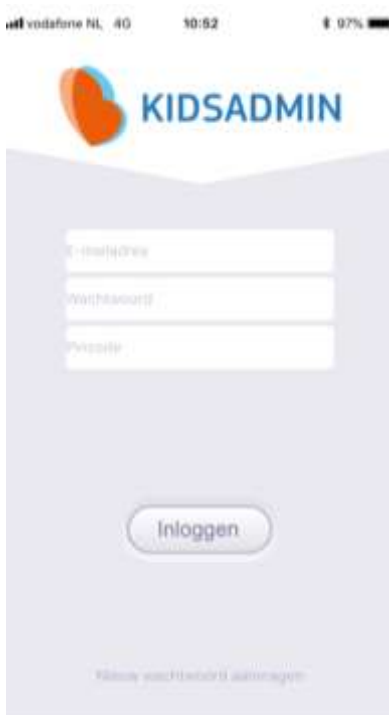 vodafone NL 4G 10:52 97%
KIDSADMIN
E-mailadres
Wachtwoord
Pincode
Inloggen
Nieuw wachtwoord aanvragen